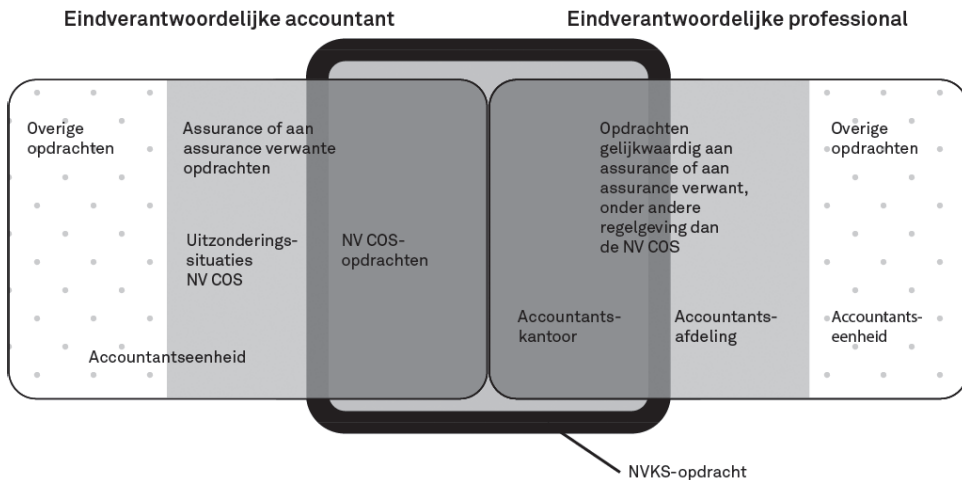 Eindverantwoordelijke accountant
Eindverantwoordelijke professional
Overige
opdrachten
Assurance of aan
assurance verwante
opdrachten
Opdrachten
gelijkwaardig aan
assurance of aan
assurance verwant,
onder andere
regelgeving dan
de NV COS
Overige
opdrachten
Uitzonderings-
situaties
NV COS
NV COS-
opdrachten
Accountants-
kantoor
Accountants-
afdeling
Accountants-
eenheid
Accountantseenheid
NVKS-opdracht